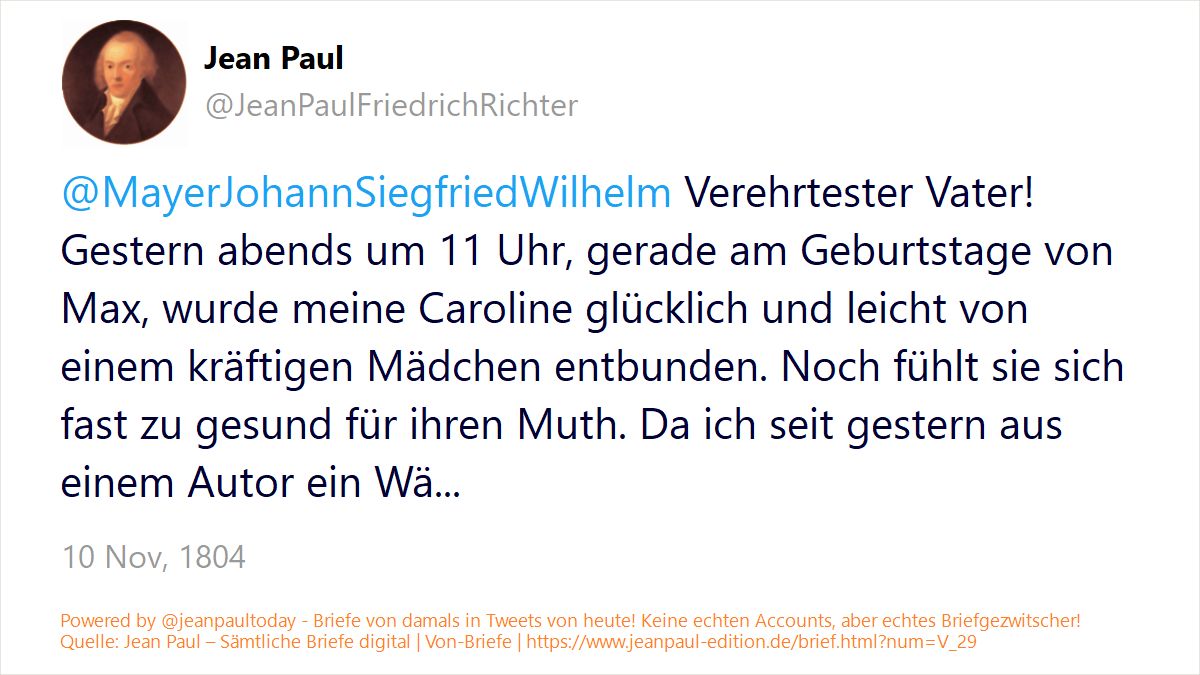 Jean Paul
@JeanPaulFriedrichRichter
@MayerJohannSiegfriedWilhelm Verehrtester Vater!
Gestern abends um 11 Uhr, gerade am Geburtstage von
Max, wurde meine Caroline glücklich und leicht von
einem kräftigen Mädchen entbunden. Noch fühlt sie sich
fast zu gesund für ihren Muth. Da ich seit gestern aus
einem Autor ein Wä...
10 Nov, 1804
Powered by @jeanpaultoday - Briefe von damals in Tweets von heute! Keine echten Accounts, aber echtes Briefgezwitscher!
Quelle: Jean Paul – Sämtliche Briefe digital | Von-Briefe | https://www.jeanpaul-edition.de/brief.html?num=V_29